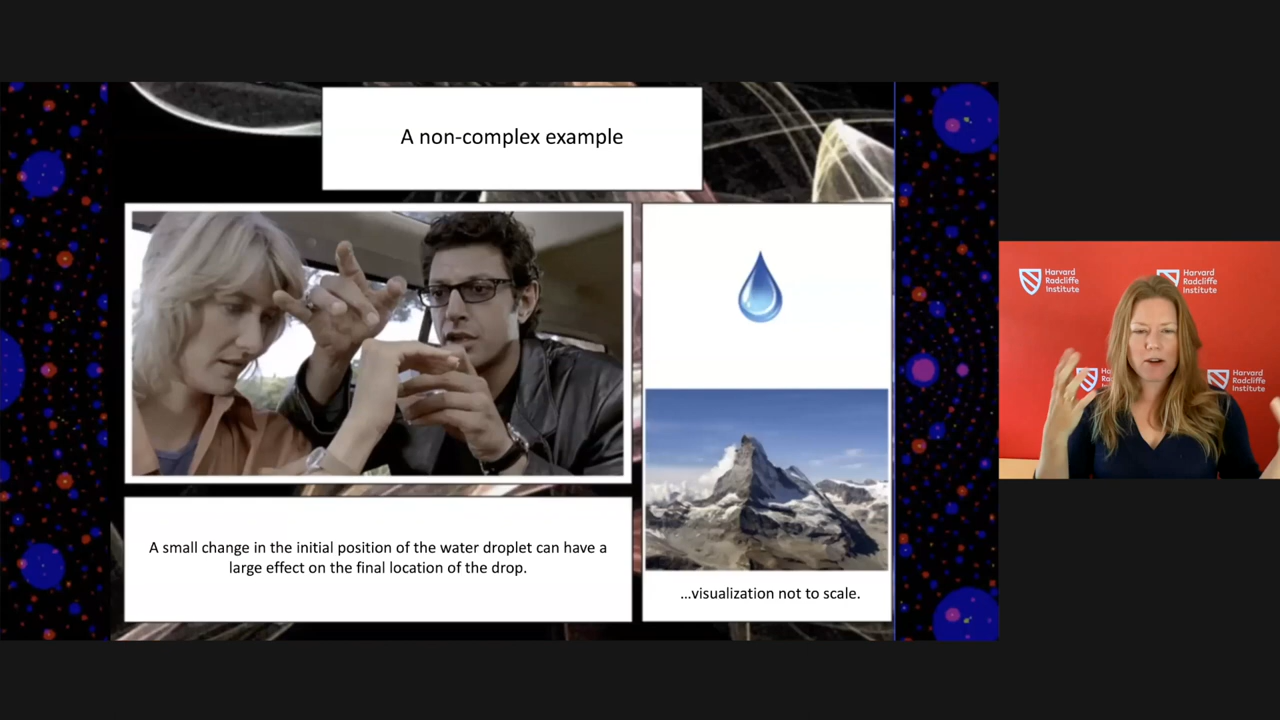 A non-complex example
A small change in the initial position of the water droplet can have a
large effect on the final location of the drop.
...visualization not to scale.
Harvard
Radcliffe
Institute
Harvard
Radcliffe
Institute
Harvard
Radcliffe
Institute